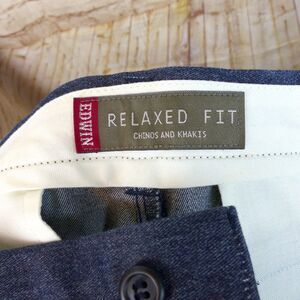 EDWIN
RELAXED FIT
CHINOS AND KHAKIS